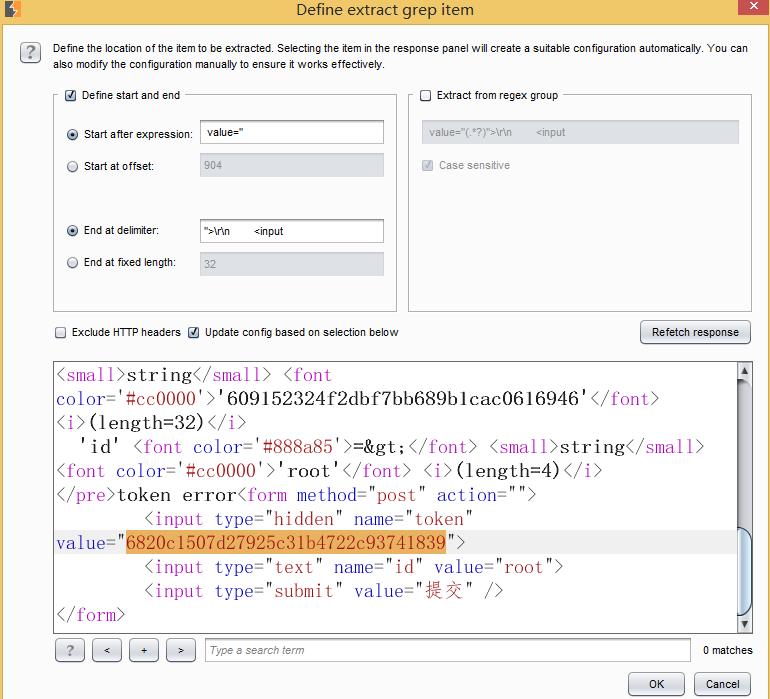 Define extract grep item
Define the location of the item to be extracted. Selecting the item in the response panel will create a suitable configuration automatically. You can
also modify the configuration manually to ensure it works effectively.
Define start and end
Start after expression: value="
Start at offset: 904
End at delimiter: ">\r\n        <input
End at fixed length: 32
Extract from regex group
value="(.*?)">\r\n        <input
Case sensitive
Exclude HTTP headers
Update config based on selection below
Refetch response
<small>string</small> <font
color='#cc0000'>'609152324f2dbf7bb689b1cac0616946'</font>
<i>(length=32)</i>
  'id' <font color='#888a85'>=&gt;</font> <small>string</small>
<font color='#cc0000'>'root'</font> <i>(length=4)</i>
</pre>token error<form method="post" action="">
        <input type="hidden" name="token"
value="6820c1507d27925c31b4722c93741839">
        <input type="text" name="id" value="root">
        <input type="submit" value="提交" />
</form>
? < + > Type a search term 0 matches
OK Cancel